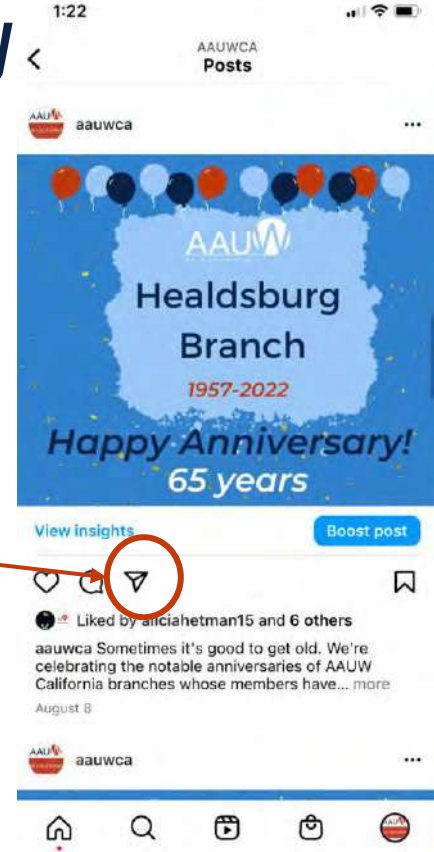 1:22
AAUWCA
Posts
aauwca
AAUW
Healdsburg
Branch
1957-2022
Happy Anniversary!
65 years
View insights
Boost post
Liked by aliciahetman15 and 6 others
aauwca Sometimes it's good to get old. We're
celebrating the notable anniversaries of AAUW
California branches whose members have... more
August 8
aauwca